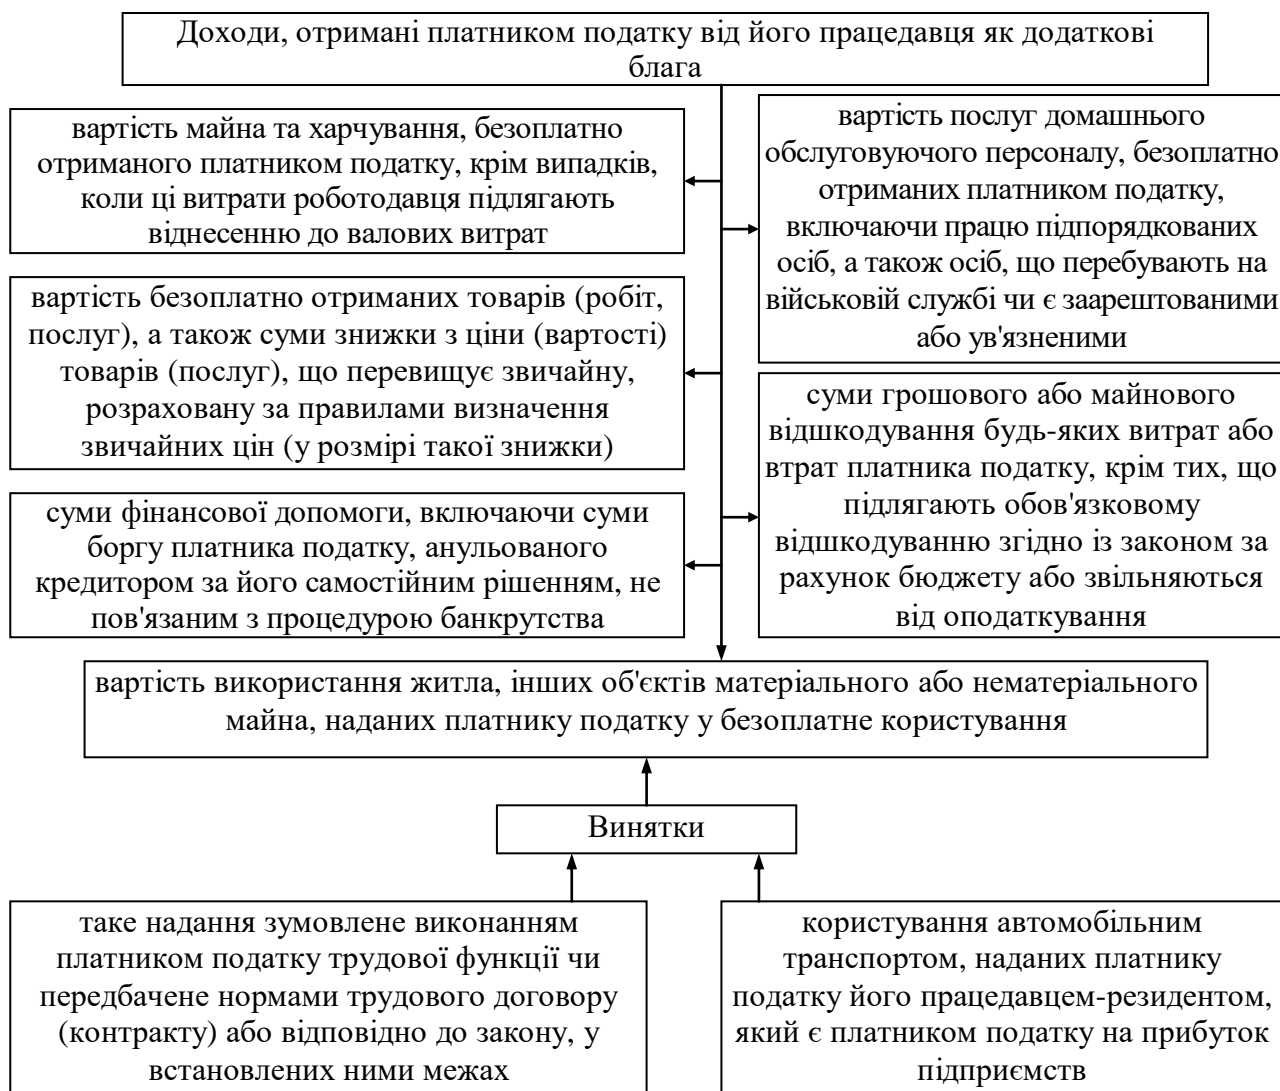 Доходи, отримані платником податку від його працедавця як додаткові
блага
вартість майна та харчування, безоплатно
отриманого платником податку, крім випадків,
коли ці витрати роботодавця підлягають
віднесенню до валових витрат
вартість послуг домашнього
обслуговуючого персоналу, безоплатно
отриманих платником податку,
включаючи працю підпорядкованих
осіб, а також осіб, що перебувають на
військовій службі чи є заарештованими
або ув'язненими
вартість безоплатно отриманих товарів (робіт,
послуг), а також суми знижки з ціни (вартості)
товарів (послуг), що перевищує звичайну,
розраховану за правилами визначення
звичайних цін (у розмірі такої знижки)
суми грошового або майнового
відшкодування будь-яких витрат або
втрат платника податку, крім тих, що
підлягають обов'язковому
відшкодуванню згідно із законом за
рахунок бюджету або звільняються
від оподаткування
суми фінансової допомоги, включаючи суми
боргу платника податку, анульованого
кредитором за його самостійним рішенням, не
пов'язаним з процедурою банкрутства
вартість використання житла, інших об'єктів матеріального або нематеріального
майна, наданих платнику податку у безоплатне користування
Винятки
таке надання зумовлене виконанням
платником податку трудової функції чи
передбачене нормами трудового договору
(контракту) або відповідно до закону, у
встановлених ними межах
користування автомобільним
транспортом, наданих платнику
податку його працедавцем-резидентом,
який є платником податку на прибуток
підприємств